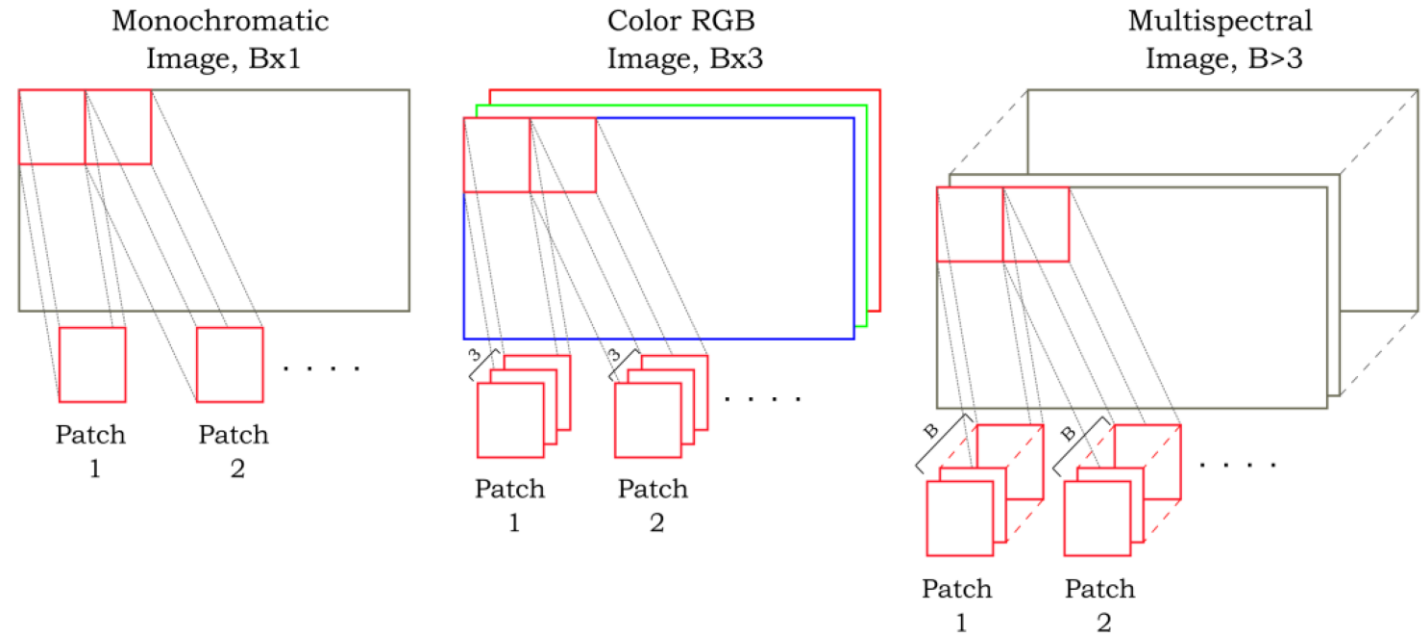 Monochromatic
Image, Bx1
Color RGB
Image, Bx3
Multispectral
Image, B>3
3
3
B
B
. . . .
. . . .
. . . .
Patch
1
Patch
2
Patch
1
Patch
2
Patch
1
Patch
2